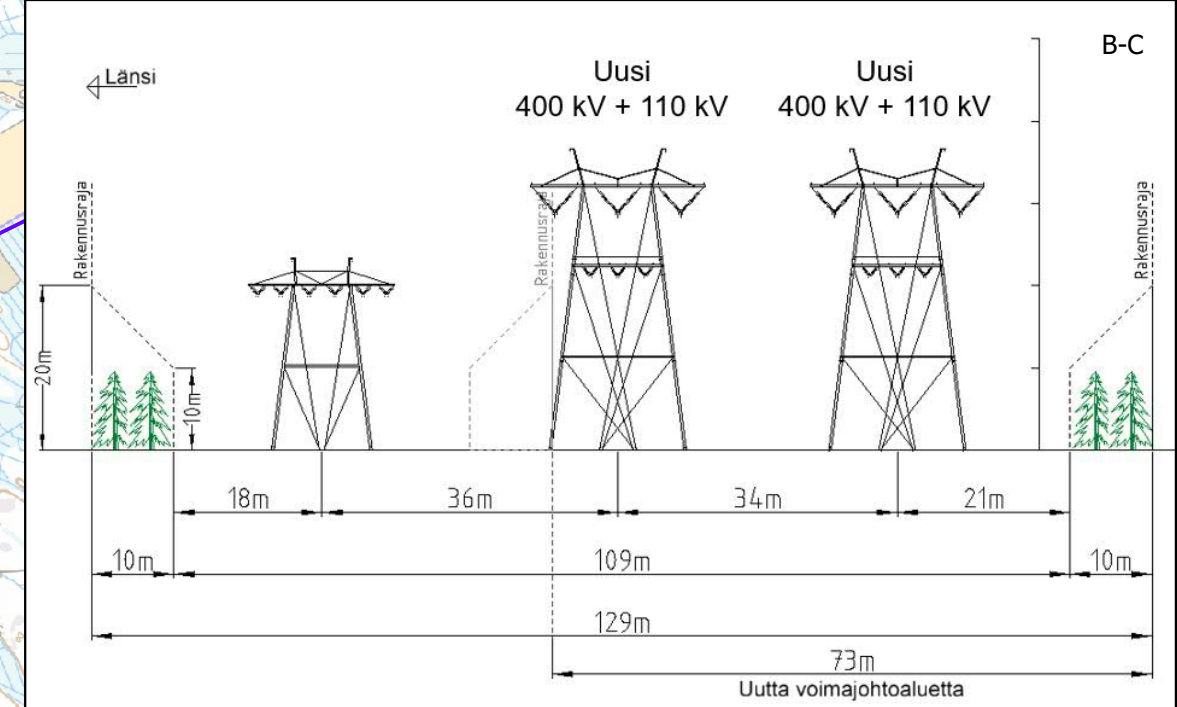 B-C
Länsi
Uusi
400 kV + 110 kV
Uusi
400 kV + 110 kV
Rakennusraja
Rakennusraja
Rakennusraja
20m
10m
18m
36m
34m
21m
10m
109m
10m
129m
73m
Uutta voimajohtoaluetta